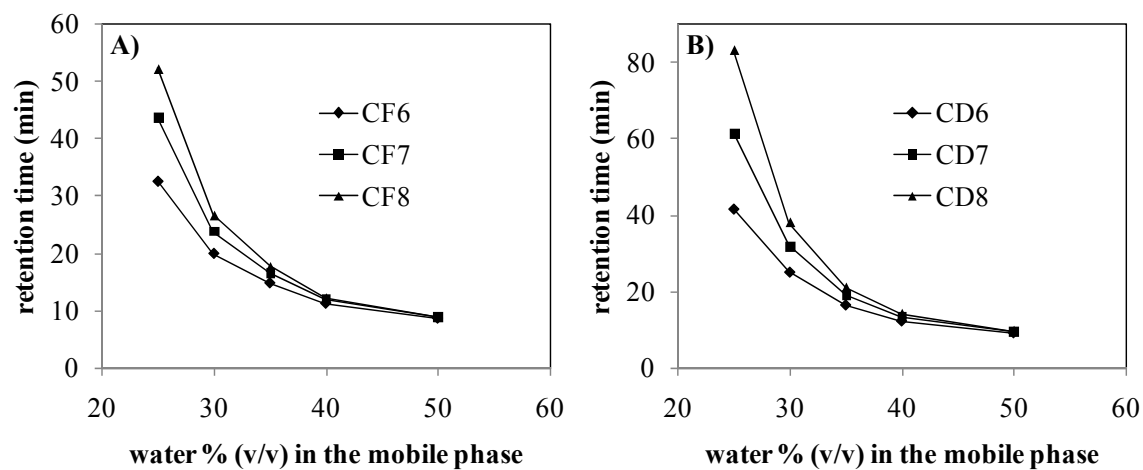 A)
retention time (min)
60
50
40
30
20
10
0
CF6
CF7
CF8
20 30 40 50 60
water % (v/v) in the mobile phase
B)
retention time (min)
80
60
40
20
0
CD6
CD7
CD8
20 30 40 50 60
water % (v/v) in the mobile phase